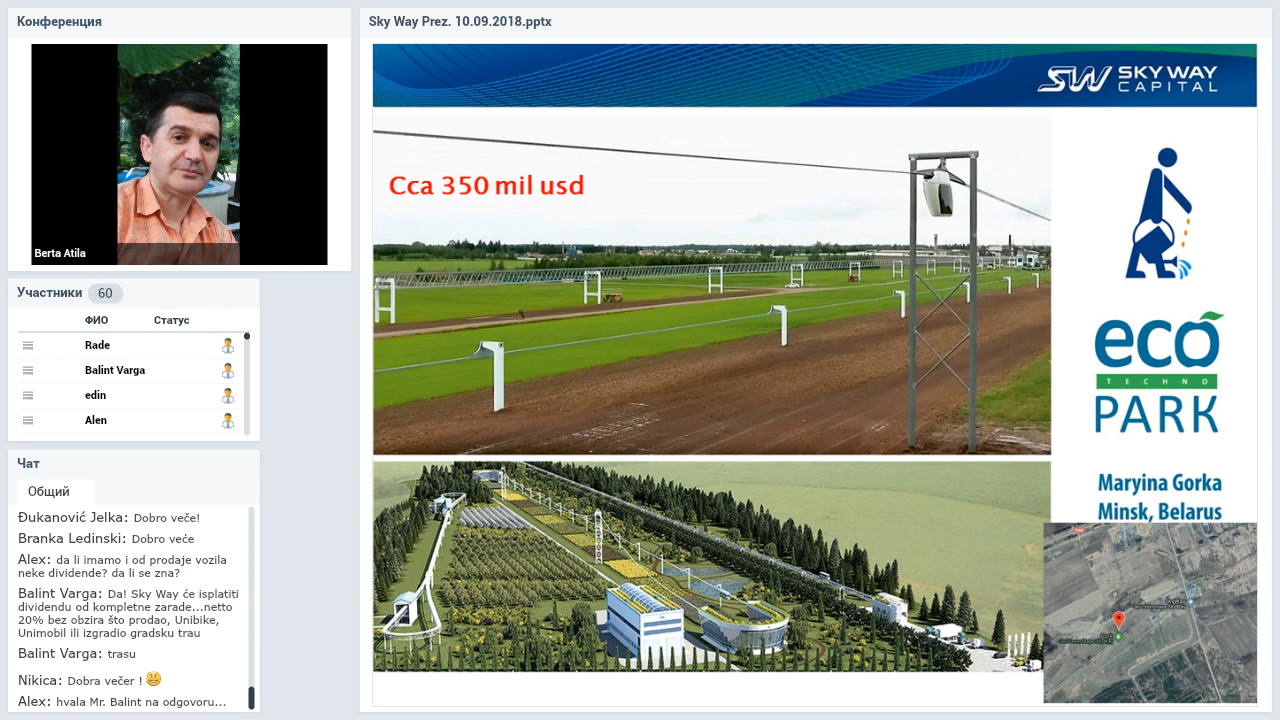 Конференция
Berta Atila
Участники 60
ФИО Статус
Rade
Balint Varga
edin
Alen
Чат
Общий
Đukanović Jelka: Dobro veče!
Branka Ledinski: Dobro veće
Alex: da li imamo i od prodaje vozila
neke dividende? da li se zna?
Balint Varga: Da! Sky Way će isplatiti
dividendu od kompletne zarade...netto
20% bez obzira što prodao, Unibike,
Unimobil ili izgradio gradsku trau
Balint Varga: trasu
Nikica: Dobra večer !
Alex: hvala Mr. Balint na odgovoru...
Sky Way Prez. 10.09.2018.pptx
SW SKY WAY
CAPITAL
Cca 350 mil usd
eco
TECHNO
PARK
Maryina Gorka
Minsk, Belarus